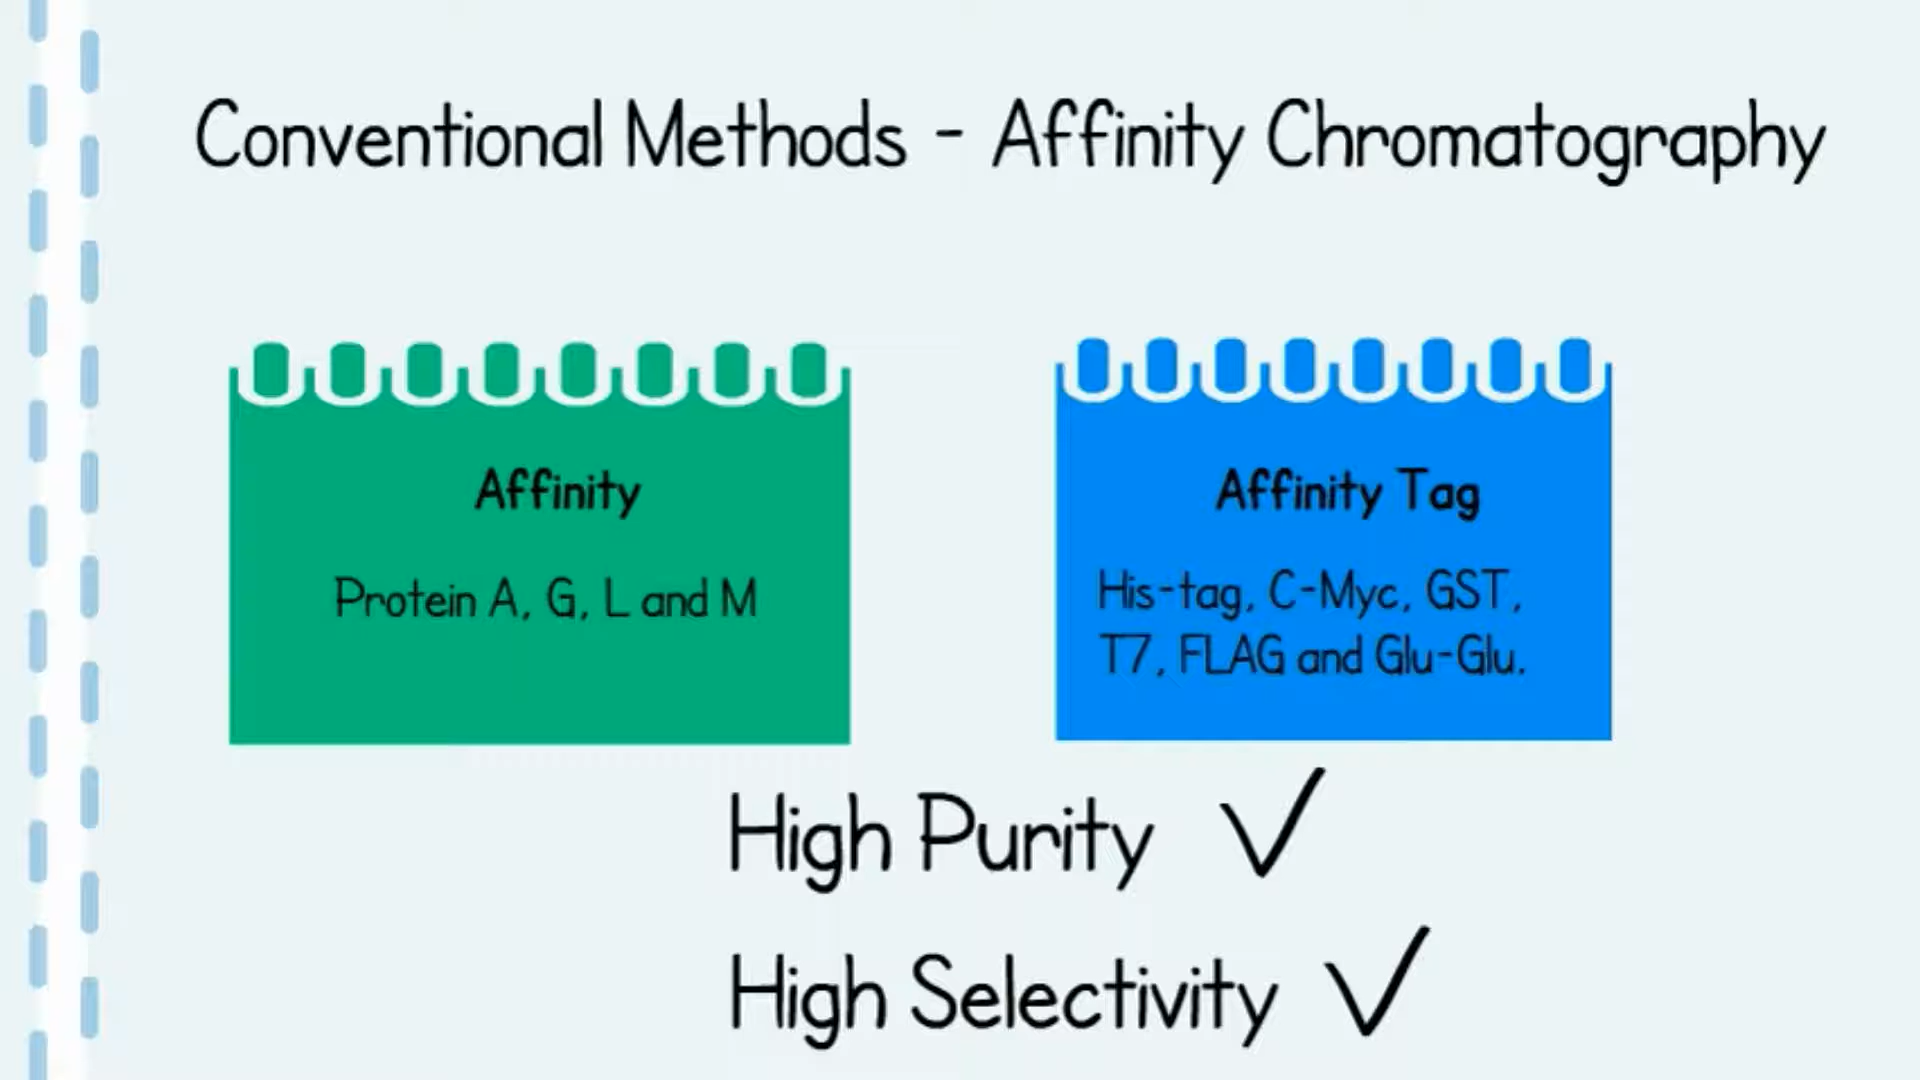 Conventional Methods - Affinity Chromatography
Affinity
Protein A, G, L and M
Affinity Tag
His-tag, C-Myc, GST,
T7, FLAG and Glu-Glu.
High Purity ✓
High Selectivity ✓